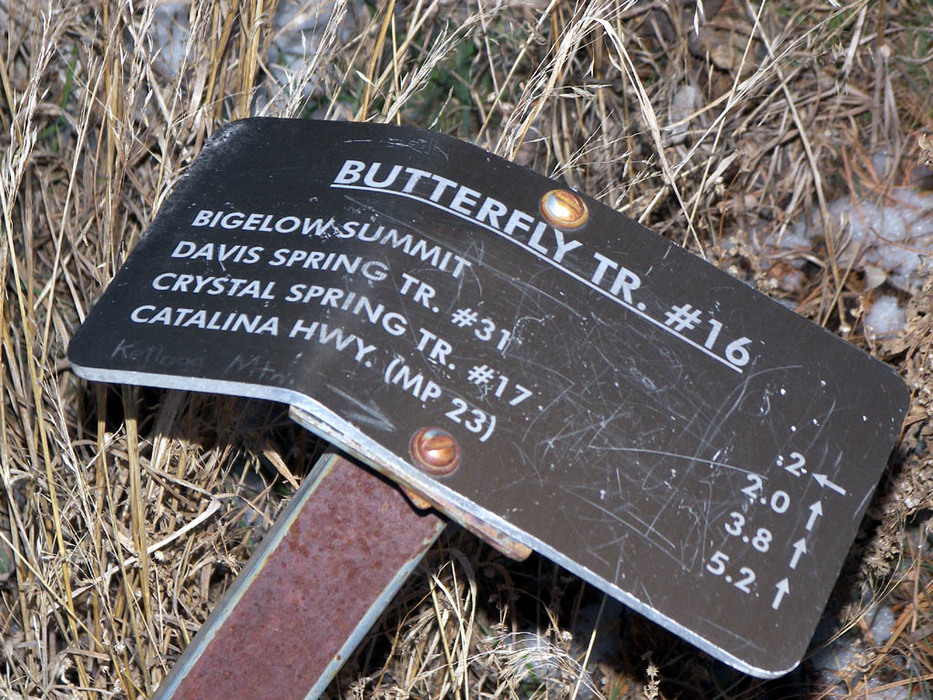 BUTTERFLY TR. #16
BIGELOW SUMMIT .2 ←
DAVIS SPRING TR. #31 2.0 ↑
CRYSTAL SPRING TR. #17 3.8 ↑
CATALINA HWY. (MP 23) 5.2 ↑